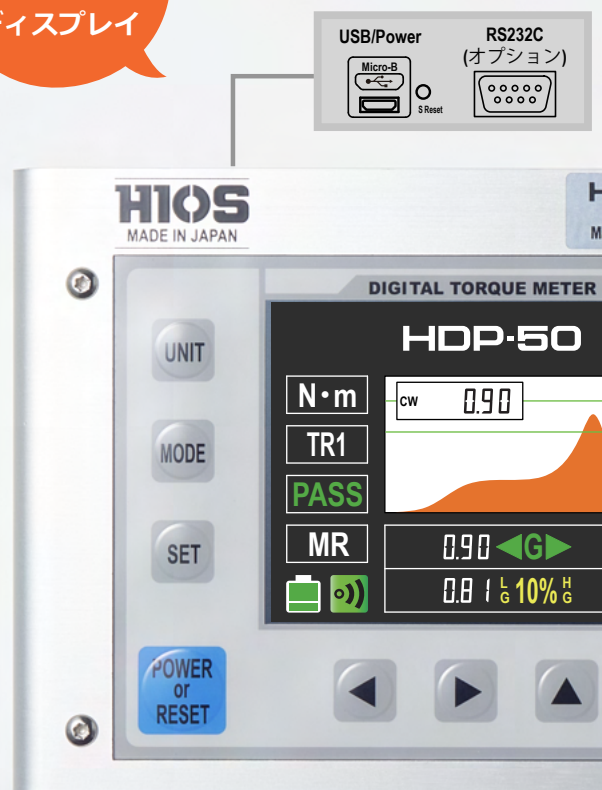 ディスプレイ
USB/Power
RS232C
(オプション)
Micro-B
S Reset
HIOS
MADE IN JAPAN
H
M
DIGITAL TORQUE METER
HDP-50
UNIT
N・m
CW 0.90
TR1
MODE
PASS
SET
MR
0.90 ◀G▶
0.81 LG 10% HG
POWER
or
RESET